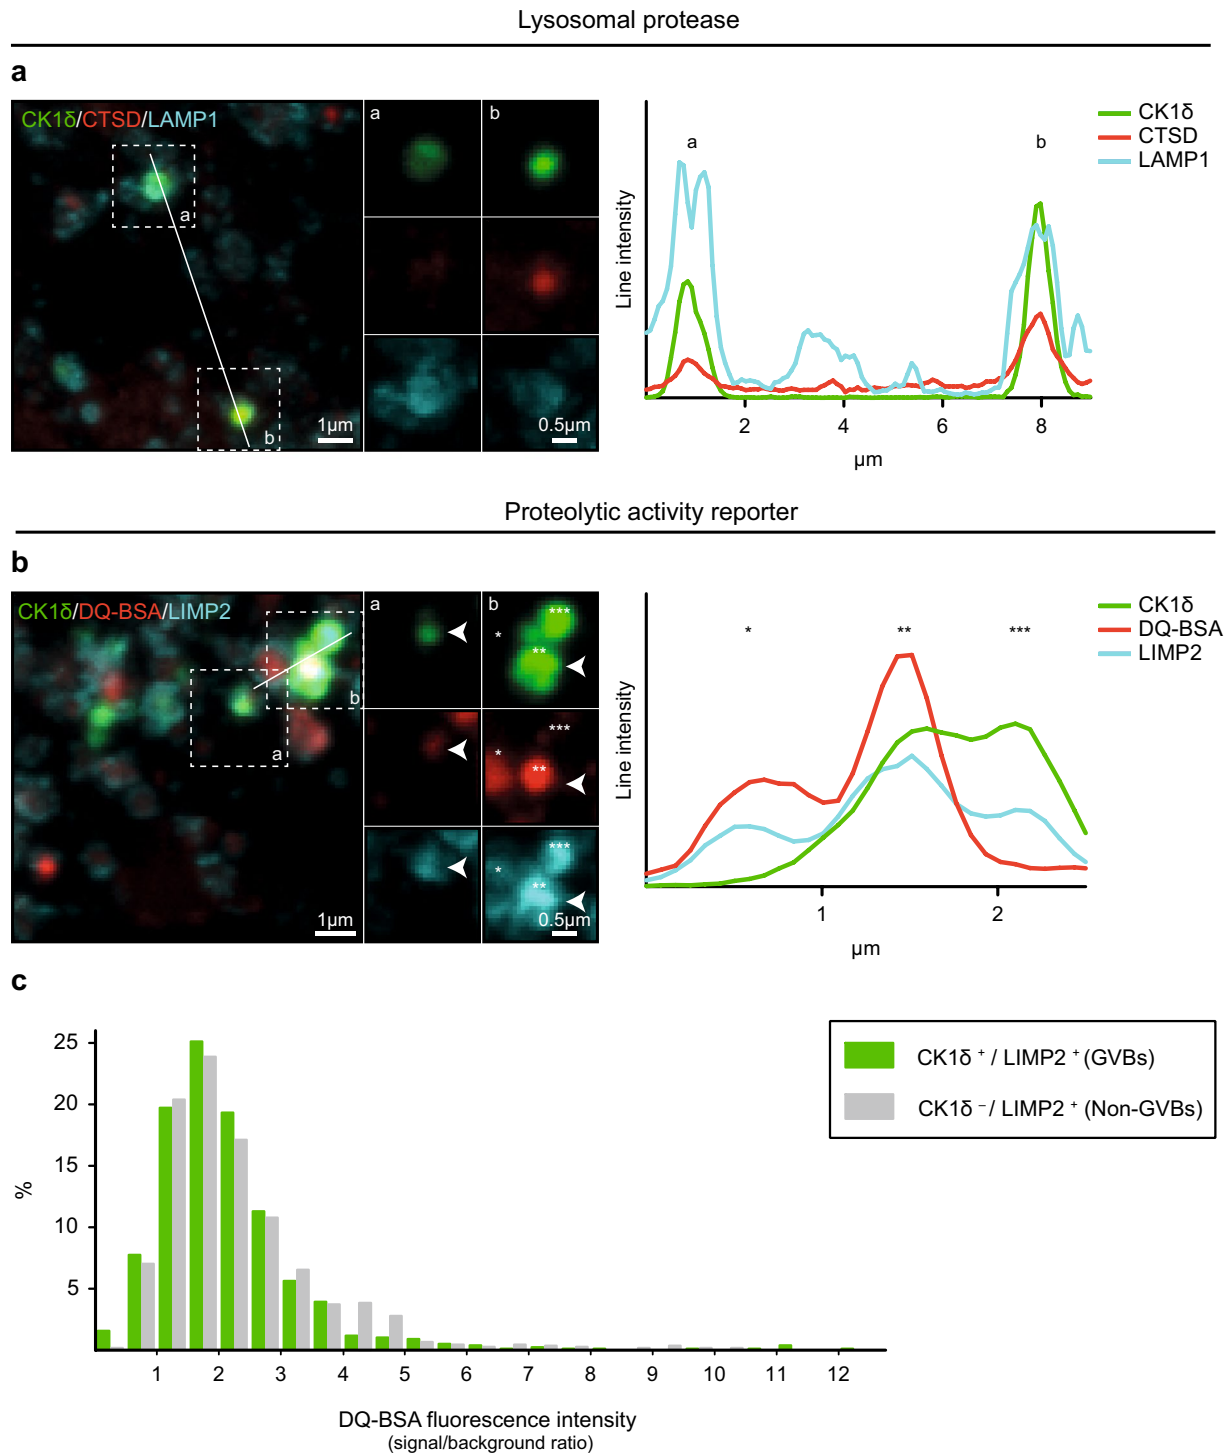 Lysosomal protease
a
CK1δ/CTSD/LAMP1
a
b
a
b
1µm
0.5µm
Line intensity
a
b
2
4
6
8
µm
CK1δ
CTSD
LAMP1
Proteolytic activity reporter
b
CK1δ/DQ-BSA/LIMP2
b
a
1µm
a
b
***
*
**
***
*
**
***
*
**
0.5µm
Line intensity
*
**
***
1
2
µm
CK1δ
DQ-BSA
LIMP2
c
25
20
15
10
5
%
1 2 3 4 5 6 7 8 9 10 11 12
DQ-BSA fluorescence intensity
(signal/background ratio)
CK1δ ⁺ / LIMP2 ⁺ (GVBs)
CK1δ ⁻ / LIMP2 ⁺ (Non-GVBs)